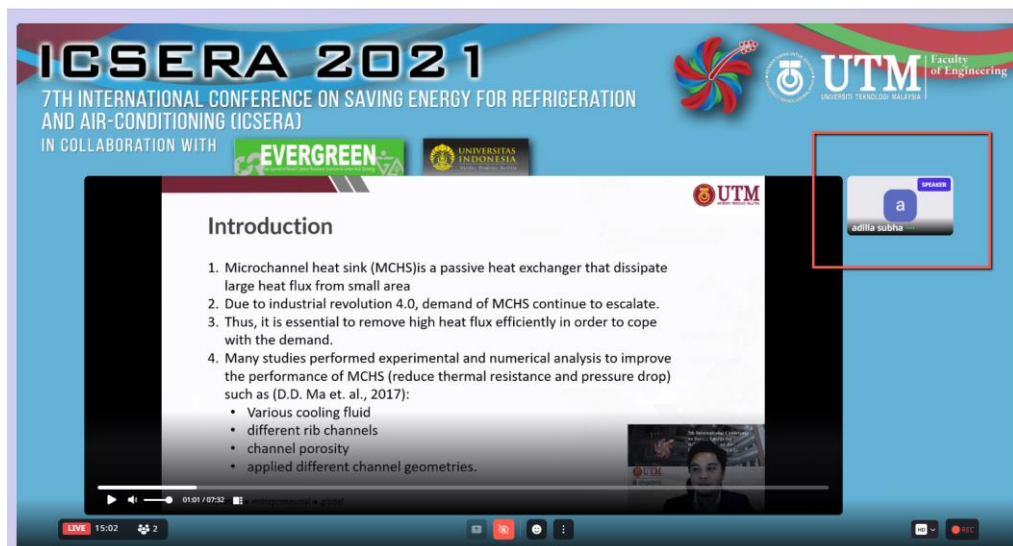 ICSERA 2021
7TH INTERNATIONAL CONFERENCE ON SAVING ENERGY FOR REFRIGERATION
AND AIR-CONDITIONING (ICSERA)
IN COLLABORATION WITH
EVERGREEN
UNIVERSITAS
INDONESIA
UTM
UNIVERSITI TEKNOLOGI MALAYSIA
Faculty
of Engineering
UTM
Introduction
1. Microchannel heat sink (MCHS)is a passive heat exchanger that dissipate
large heat flux from small area
2. Due to industrial revolution 4.0, demand of MCHS continue to escalate.
3. Thus, it is essential to remove high heat flux efficiently in order to cope
with the demand.
4. Many studies performed experimental and numerical analysis to improve
the performance of MCHS (reduce thermal resistance and pressure drop)
such as (D.D. Ma et. al., 2017):
• Various cooling fluid
• different rib channels
• channel porosity
• applied different channel geometries.
SPEAKER
a
adilla subha
7th International Conference
UTM
01:01 / 07:32
entrepreneurial • global
LIVE 15:02 2
HD
REC